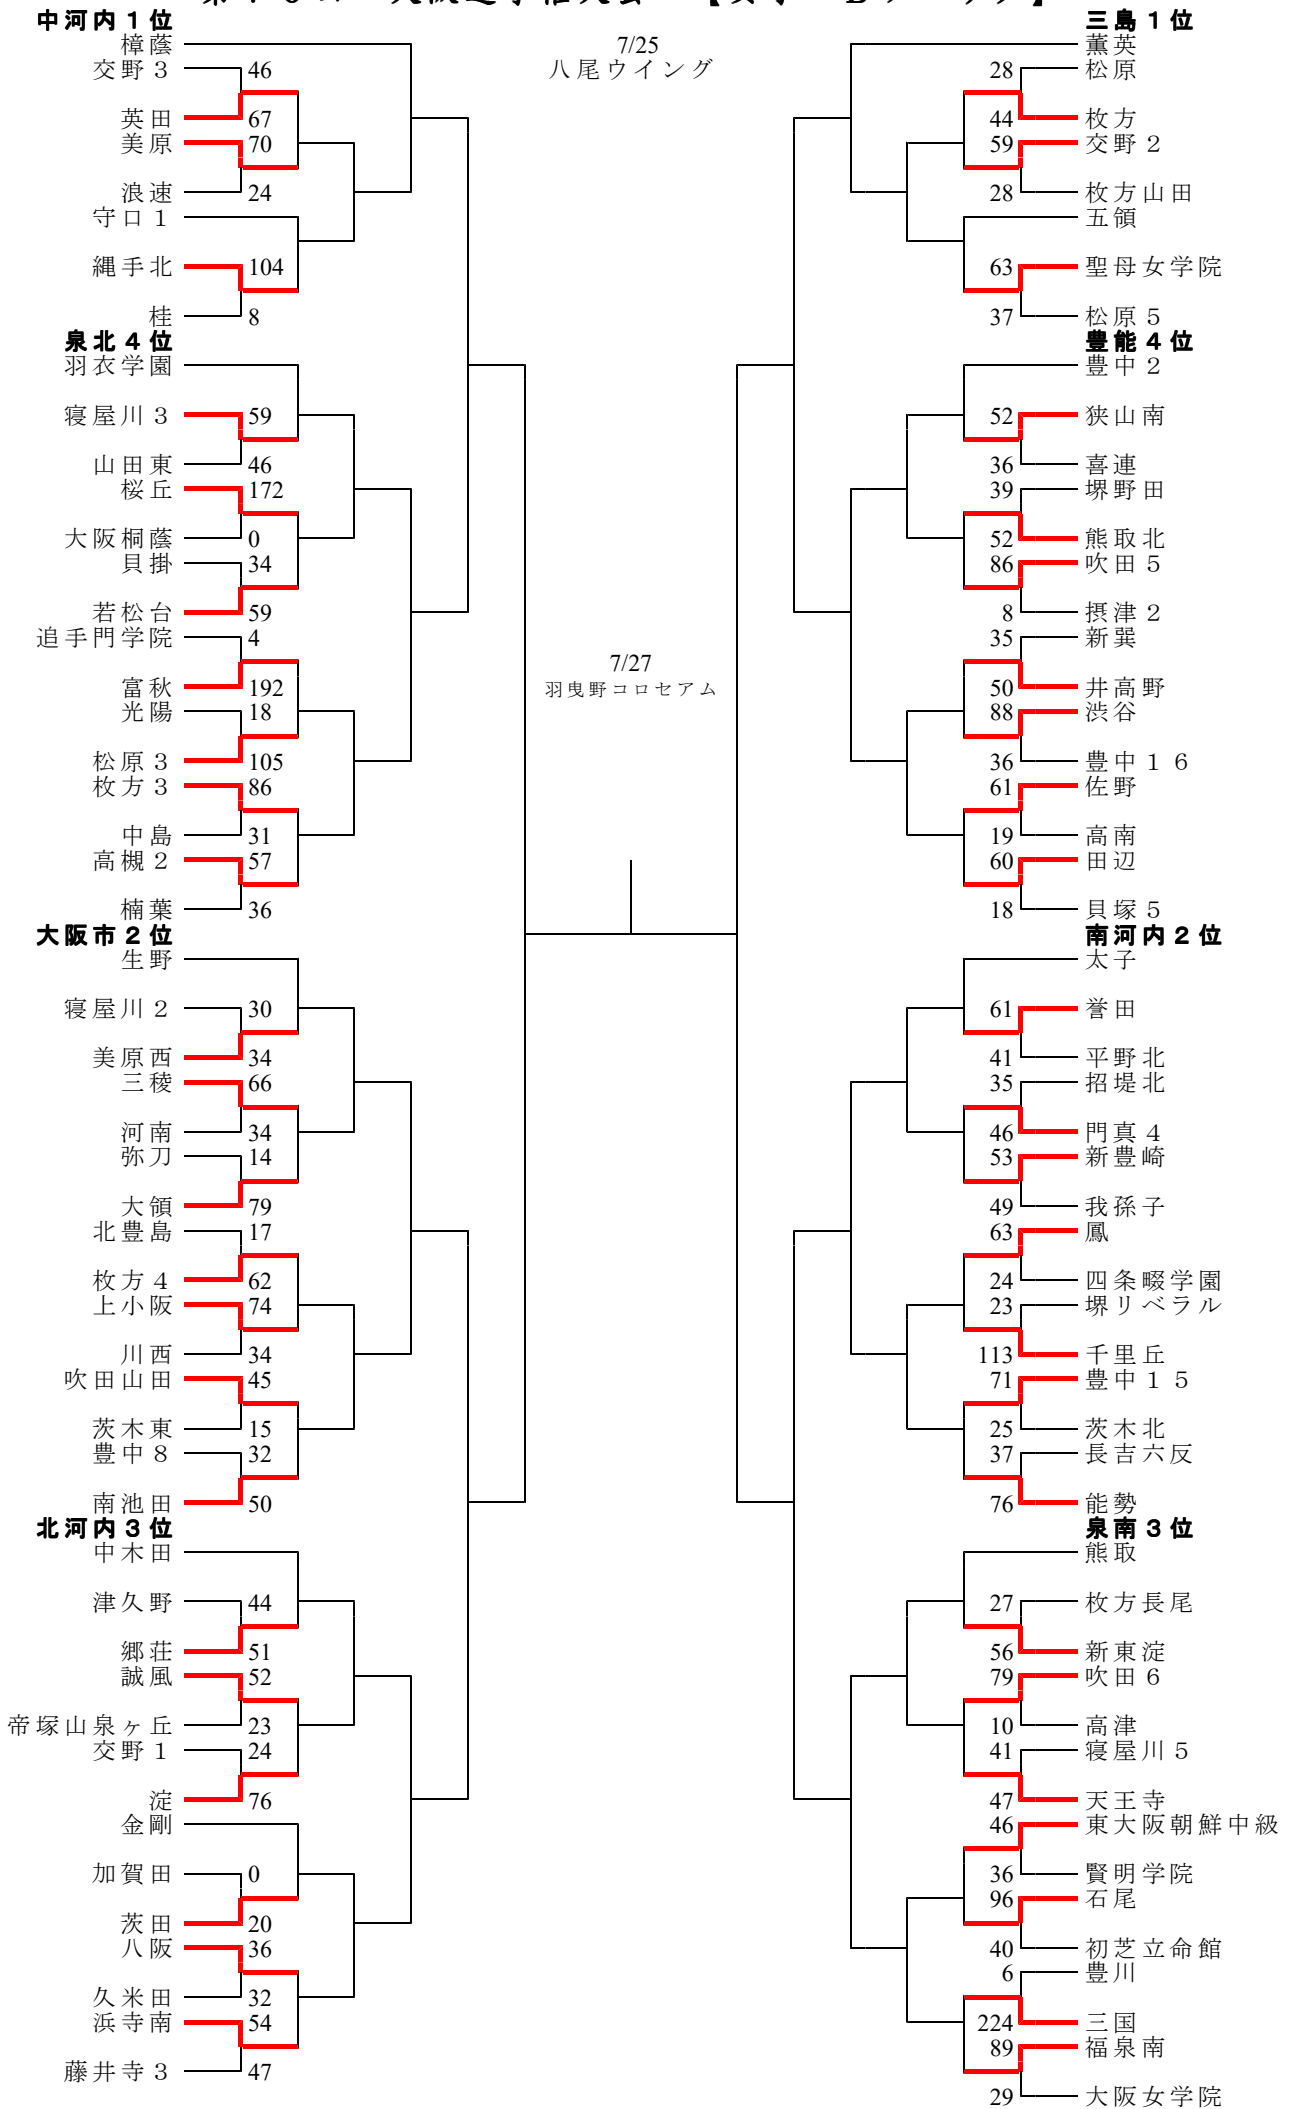 中河内１位
樟蔭
交野３ 46
英田 67
美原 70
浪速 24
守口１
縄手北 104
桂 8
泉北４位
羽衣学園
寝屋川３ 59
山田東 46
桜丘 172
大阪桐蔭 0
貝掛 34
若松台 59
追手門学院 4
富秋 192
光陽 18
松原３ 105
枚方３ 86
中島 31
高槻２ 57
楠葉 36
大阪市２位
生野
寝屋川２ 30
美原西 34
三稜 66
河南 34
弥刀 14
大領 79
北豊島 17
枚方４ 62
上小阪 74
川西 34
吹田山田 45
茨木東 15
豊中８ 32
南池田 50
北河内３位
中木田
津久野 44
郷荘 51
誠風 52
帝塚山泉ヶ丘 23
交野１ 24
淀 76
金剛
加賀田 0
茨田 20
八阪 36
久米田 32
浜寺南 54
藤井寺３ 47
7/25
八尾ウイング
7/27
羽曳野コロセアム
三島１位
薫英
28 松原
44 枚方
59 交野２
28 枚方山田
五領
63 聖母女学院
37 松原５
豊能４位
豊中２
52 狭山南
36 喜連
39 堺野田
52 熊取北
86 吹田５
8 摂津２
35 新巽
50 井高野
88 渋谷
36 豊中１６
61 佐野
19 高南
60 田辺
18 貝塚５
南河内２位
太子
61 誉田
41 平野北
35 招堤北
46 門真４
53 新豊崎
49 我孫子
63 鳳
24 四条畷学園
23 堺リベラル
113 千里丘
71 豊中１５
25 茨木北
37 長吉六反
76 能勢
泉南３位
熊取
27 枚方長尾
56 新東淀
79 吹田６
10 高津
41 寝屋川５
47 天王寺
46 東大阪朝鮮中級
36 賢明学院
96 石尾
40 初芝立命館
6 豊川
224 三国
89 福泉南
29 大阪女学院